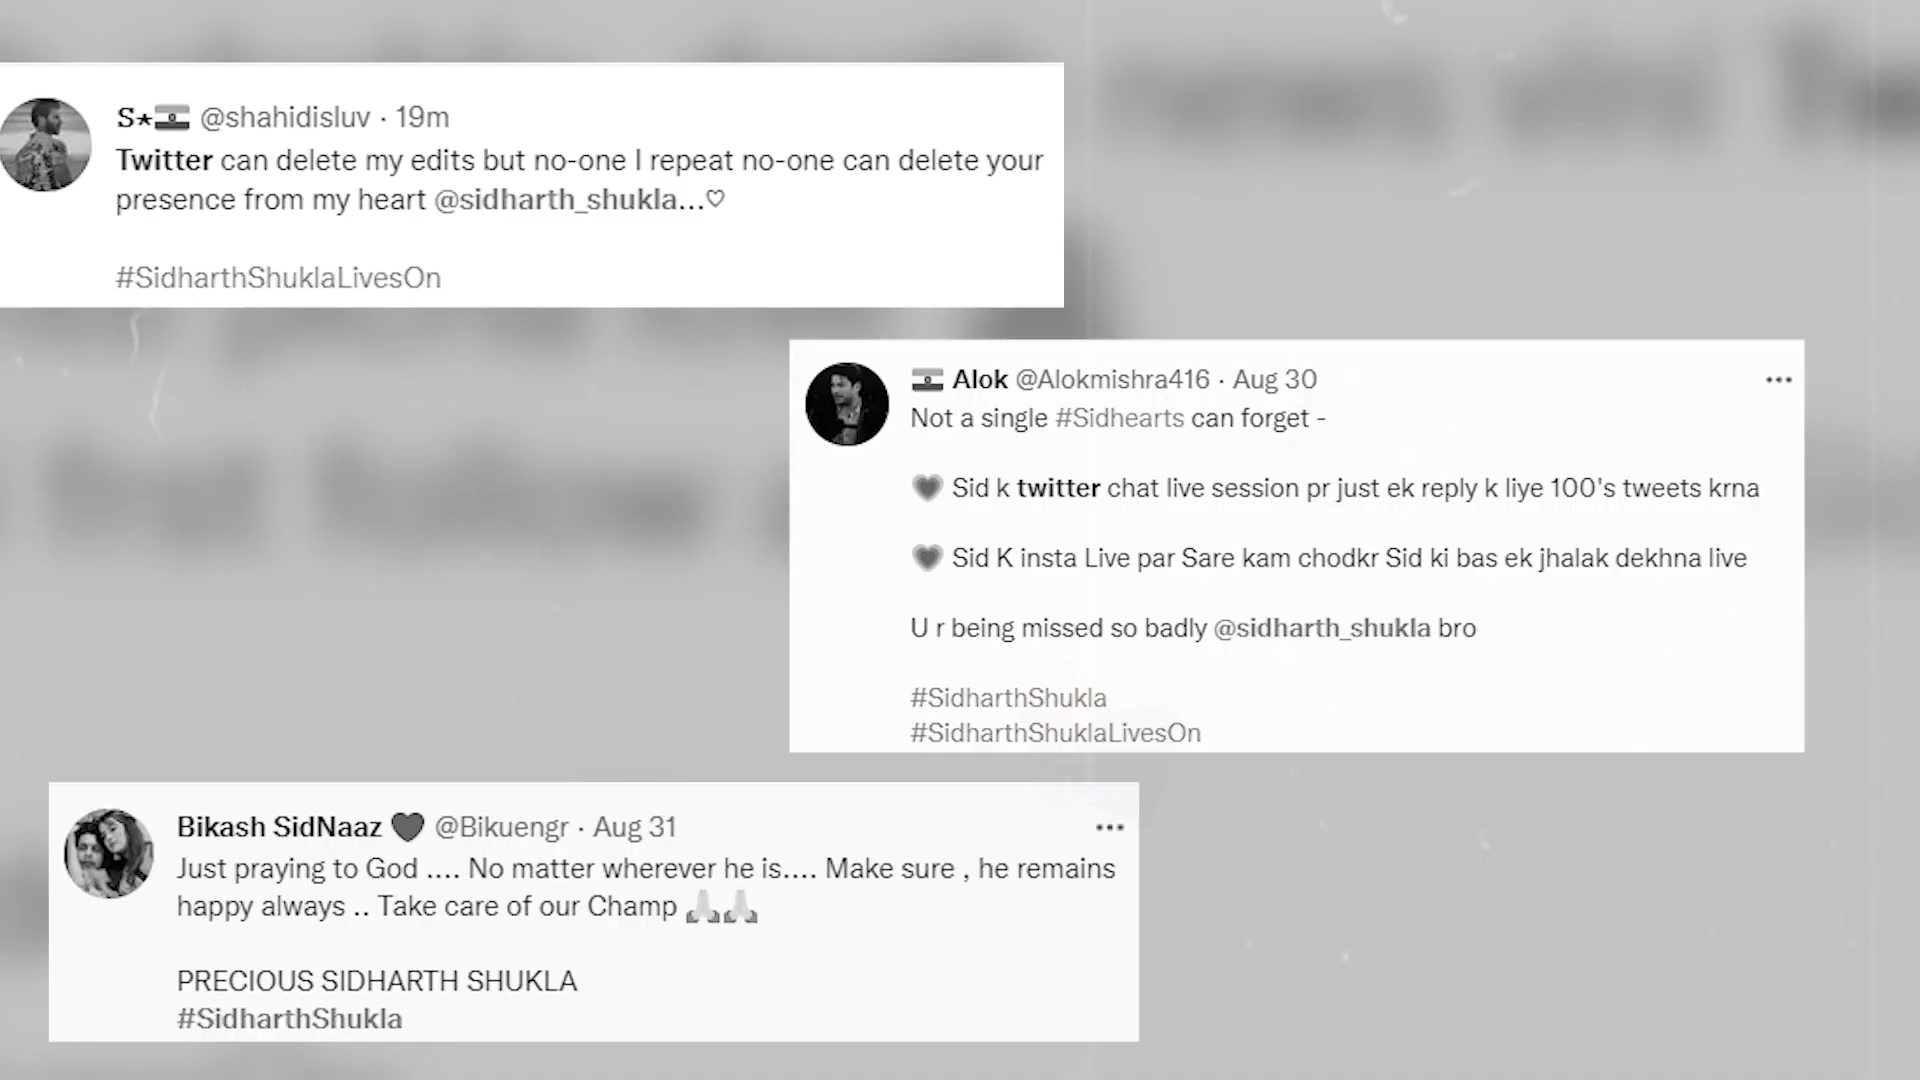 S★ @shahidisluv · 19m
Twitter can delete my edits but no-one I repeat no-one can delete your
presence from my heart @sidharth_shukla...♡
#SidharthShuklaLivesOn
Alok @Alokmishra416 · Aug 30
Not a single #Sidhearts can forget -
Sid k twitter chat live session pr just ek reply k liye 100's tweets krna
Sid K insta Live par Sare kam chodkr Sid ki bas ek jhalak dekhna live
U r being missed so badly @sidharth_shukla bro
#SidharthShukla
#SidharthShuklaLivesOn
Bikash SidNaaz @Bikuengr · Aug 31
Just praying to God .... No matter wherever he is.... Make sure , he remains
happy always .. Take care of our Champ 🙏🙏
PRECIOUS SIDHARTH SHUKLA
#SidharthShukla